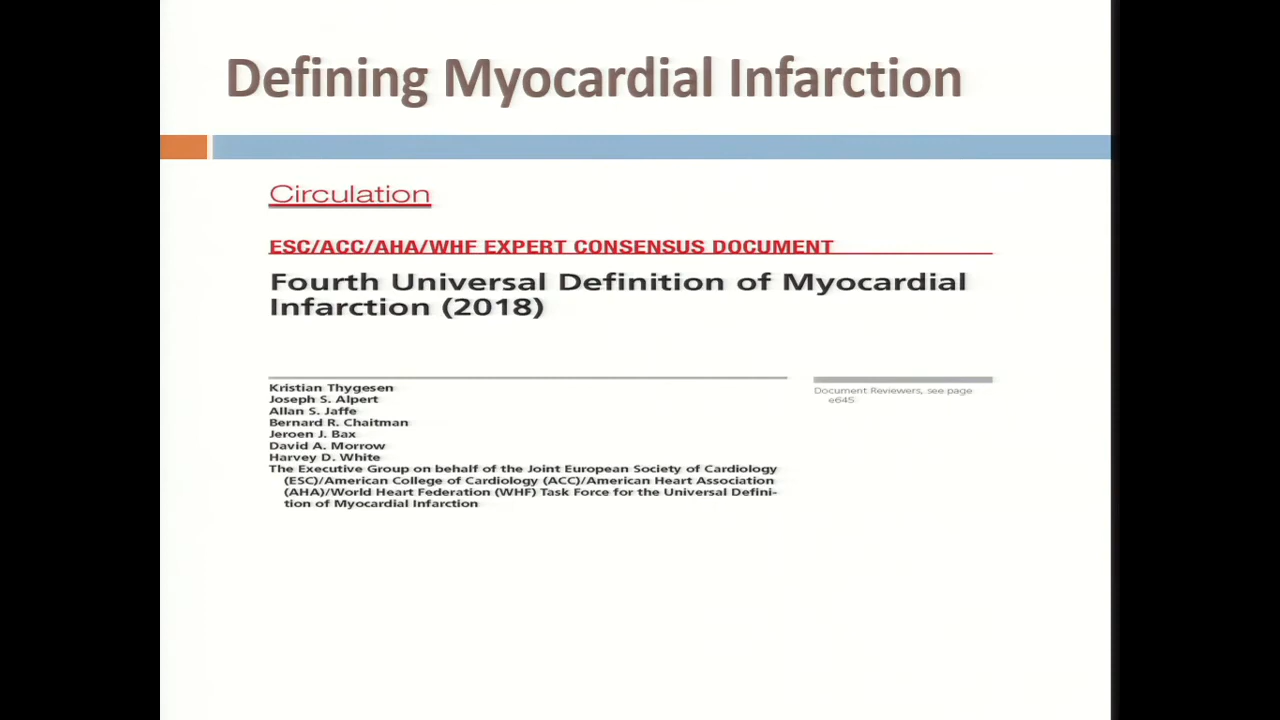 Defining Myocardial Infarction
Circulation
ESC/ACC/AHA/WHF EXPERT CONSENSUS DOCUMENT
Fourth Universal Definition of Myocardial
Infarction (2018)
Kristian Thygesen
Joseph S. Alpert
Allan S. Jaffe
Bernard R. Chaitman
Jeroen J. Bax
David A. Morrow
Harvey D. White
The Executive Group on behalf of the Joint European Society of Cardiology
(ESC)/American College of Cardiology (ACC)/American Heart Association
(AHA)/World Heart Federation (WHF) Task Force for the Universal Defini-
tion of Myocardial Infarction
Document Reviewers, see page
e645